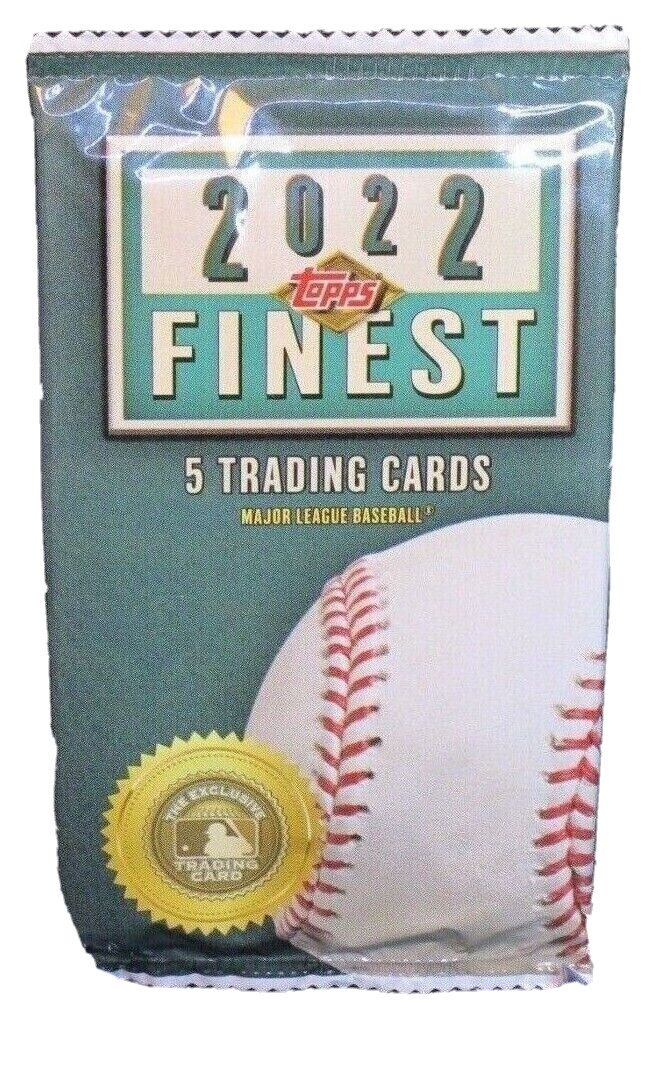 2022
topps
FINEST
5 TRADING CARDS
MAJOR LEAGUE BASEBALL®
THE EXCLUSIVE
TRADING
CARD